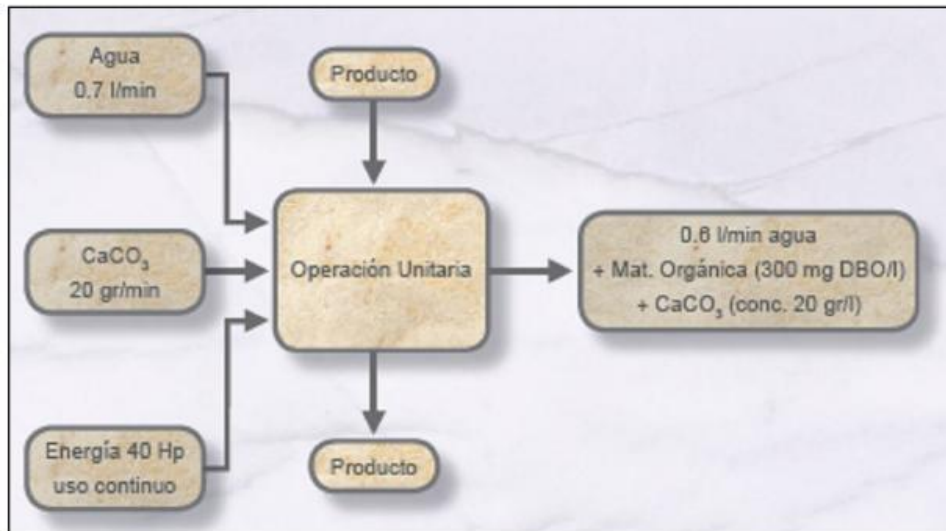 Agua
0.7 l/min
Producto
CaCO₃
20 gr/min
Operación Unitaria
0.6 l/min agua
+ Mat. Orgánica (300 mg DBO/l)
+ CaCO₃ (conc. 20 gr/l)
Energía 40 Hp
uso continuo
Producto